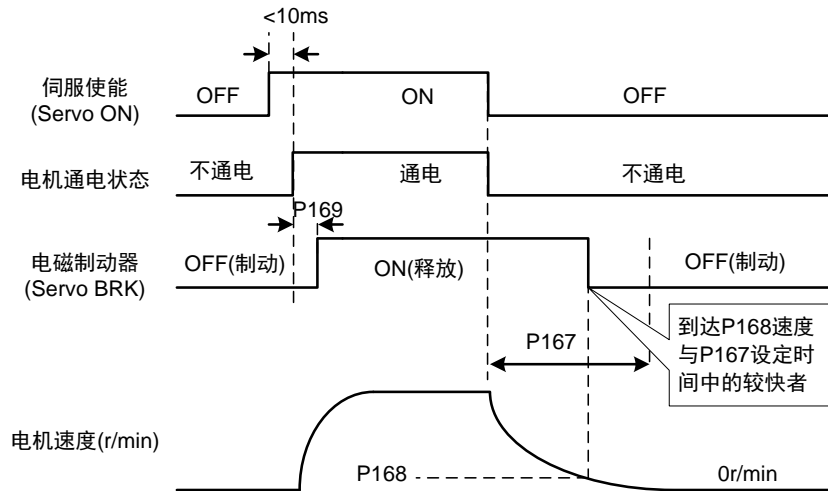 <10ms
伺服使能
(Servo ON)
OFF
ON
OFF
电机通电状态
不通电
通电
不通电
P169
电磁制动器
(Servo BRK)
OFF(制动)
ON(释放)
OFF(制动)
P167
到达P168速度
与P167设定时
间中的较快者
电机速度(r/min)
P168
0r/min